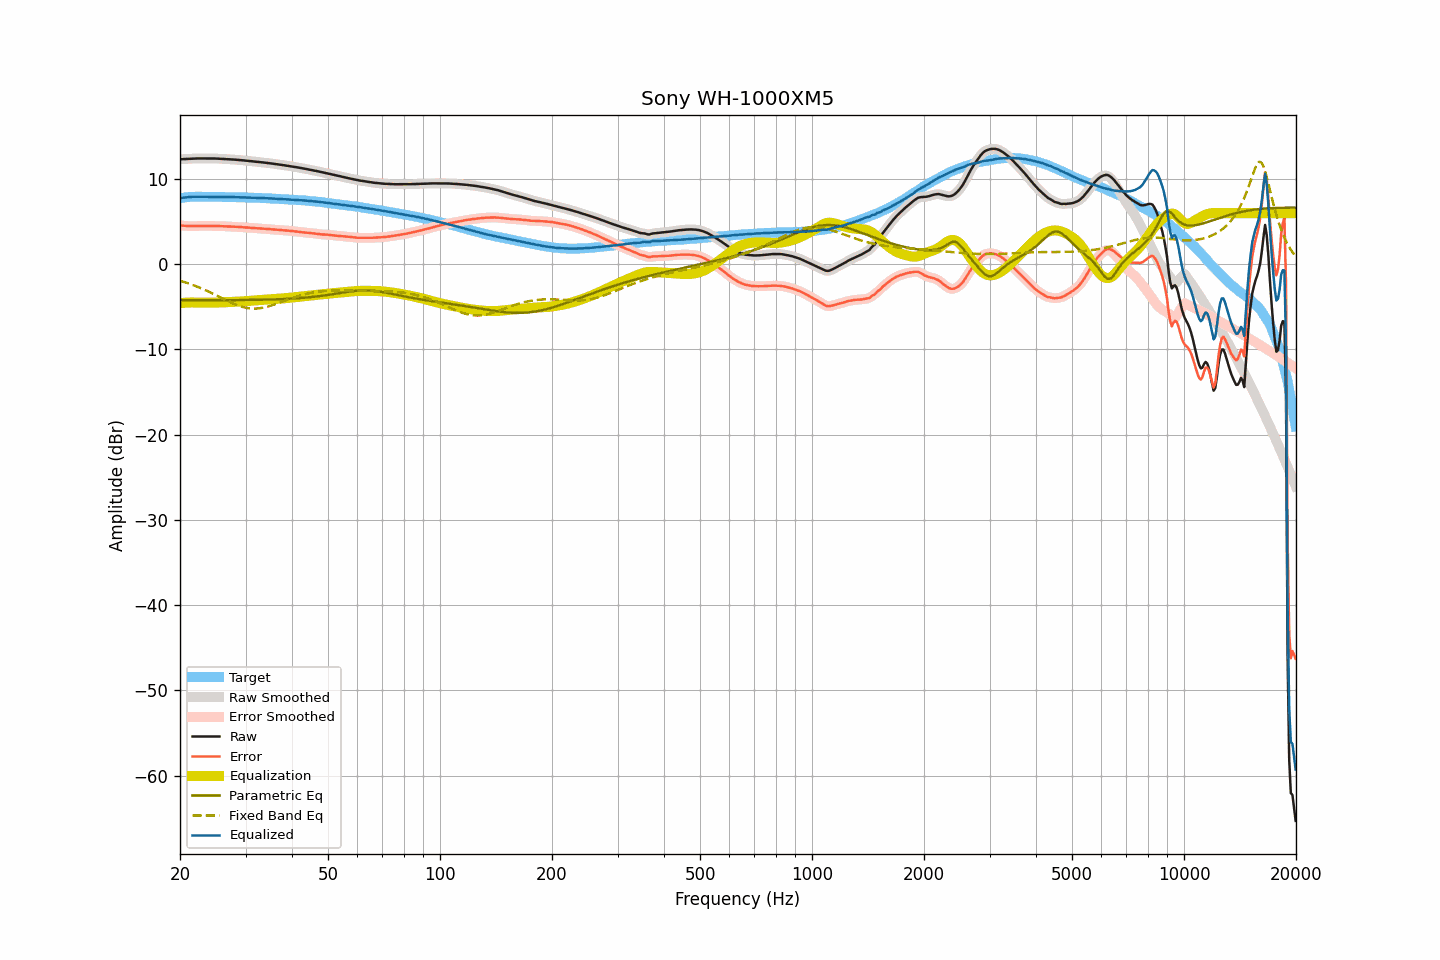 Sony WH-1000XM5
Amplitude (dBr)
10
0
−10
−20
−30
−40
−50
−60
Target
Raw Smoothed
Error Smoothed
Raw
Error
Equalization
Parametric Eq
Fixed Band Eq
Equalized
20 50 100 200 500 1000 2000 5000 10000 20000
Frequency (Hz)